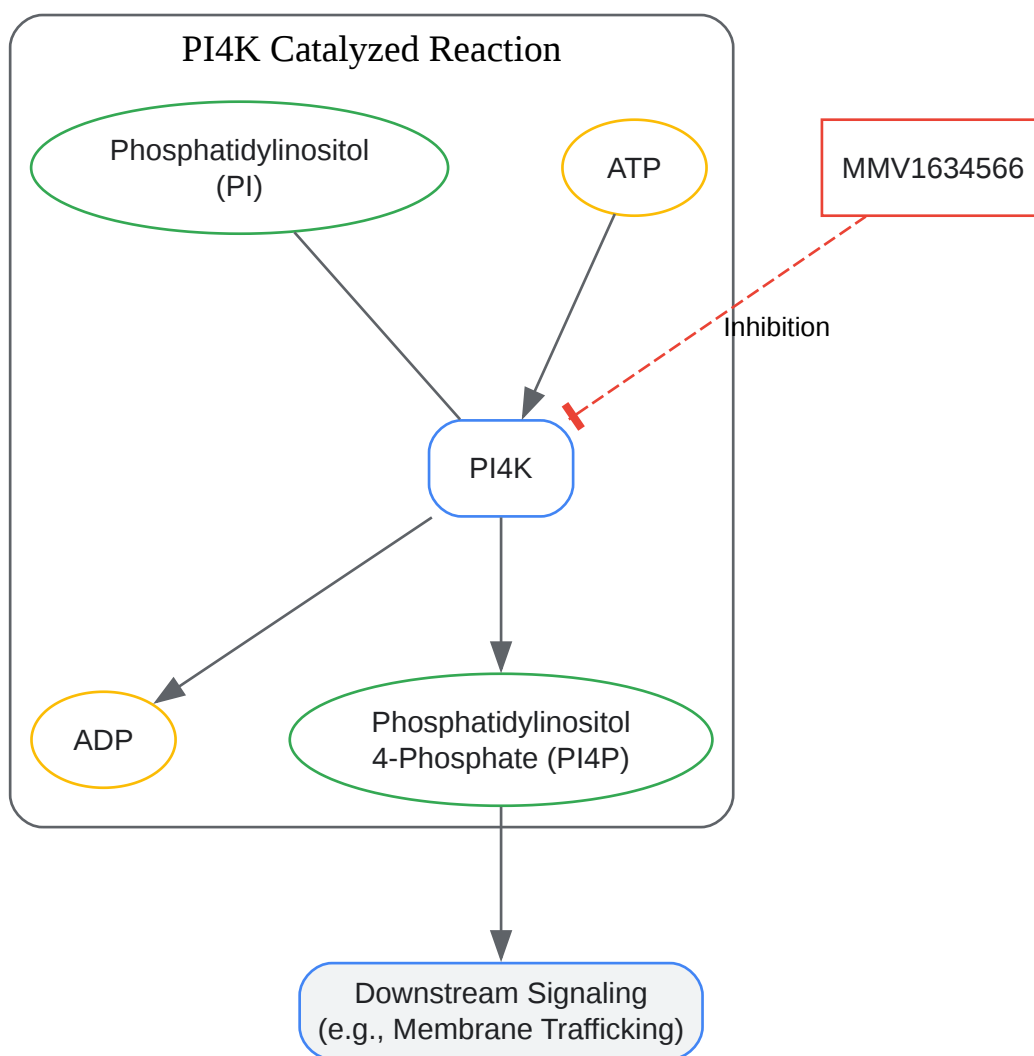 PI4K Catalyzed Reaction
Phosphatidylinositol
(PI)
ATP
MMV1634566
Inhibition
PI4K
ADP
Phosphatidylinositol
4-Phosphate (PI4P)
Downstream Signaling
(e.g., Membrane Trafficking)